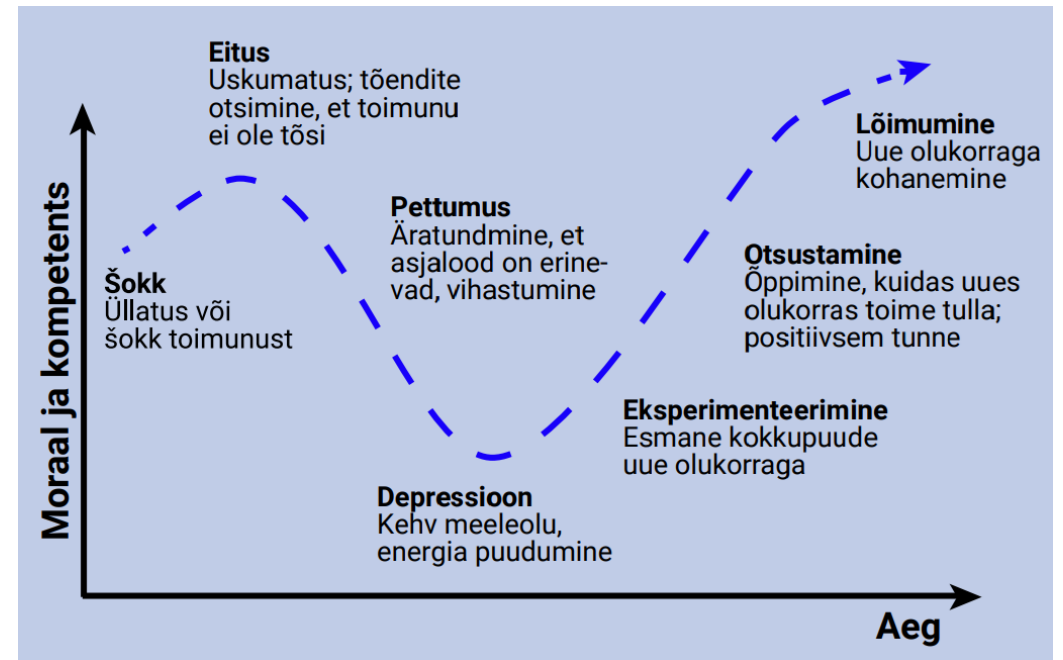 Eitus
Uskumatus; tõendite
otsimine, et toimunu
ei ole tõsi
Lõimumine
Uue olukorraga
kohanemine
Pettumus
Äratundmine, et
asjalood on erine-
vad, vihastumine
Šokk
Üllatus või
šokk toimunust
Otsustamine
Õppimine, kuidas uues
olukorras toime tulla;
positiivsem tunne
Eksperimenteerimine
Esmane kokkupuude
uue olukorraga
Depressioon
Kehv meeleolu,
energia puudumine
Moraal ja kompetents
Aeg